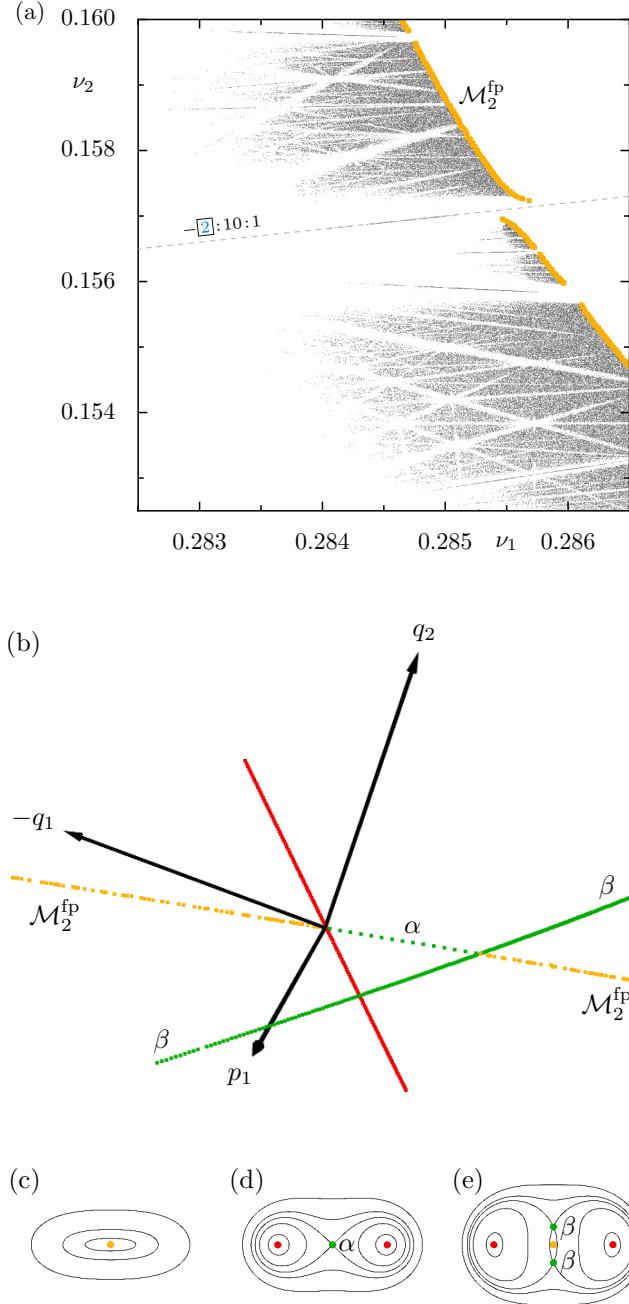 (a)
0.160
ν₂
ℳ₂ᶠᵖ
0.158
−2:10:1
0.156
0.154
0.283
0.284
0.285
ν₁
0.286
(b)
q₂
−q₁
β
ℳ₂ᶠᵖ
α
ℳ₂ᶠᵖ
β
p₁
(c)
(d)
(e)
α
β
β